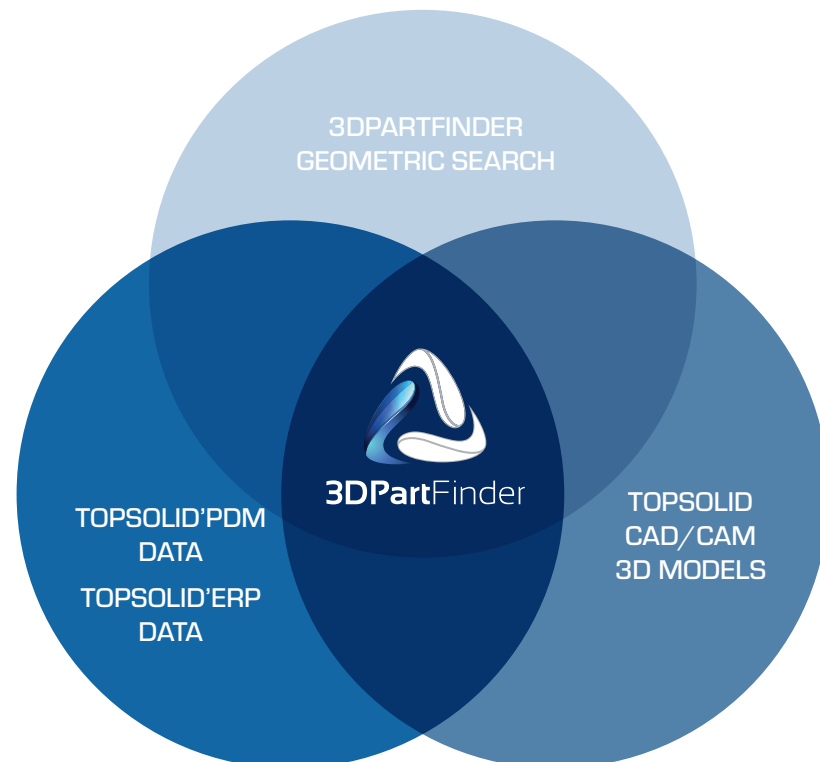 3DPARTFINDER
GEOMETRIC SEARCH
3DPartFinder
TOPSOLID'PDM
DATA
TOPSOLID'ERP
DATA
TOPSOLID
CAD/CAM
3D MODELS